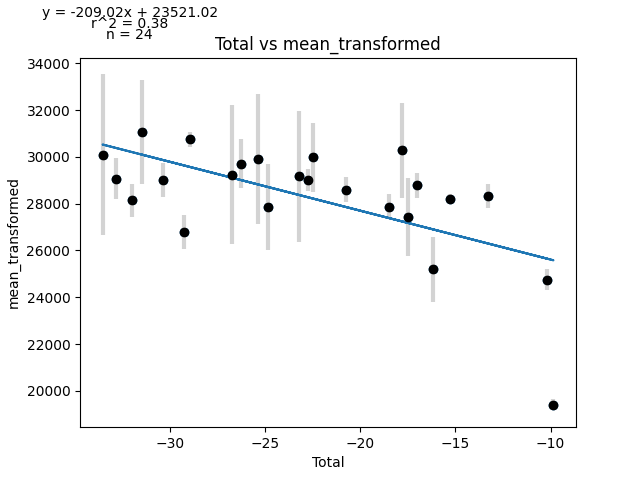 y = -209.02x + 23521.02
r^2 = 0.38
n = 24
Total vs mean_transformed
34000
32000
30000
28000
26000
24000
22000
20000
mean_transformed
−30
−25
−20
−15
−10
Total